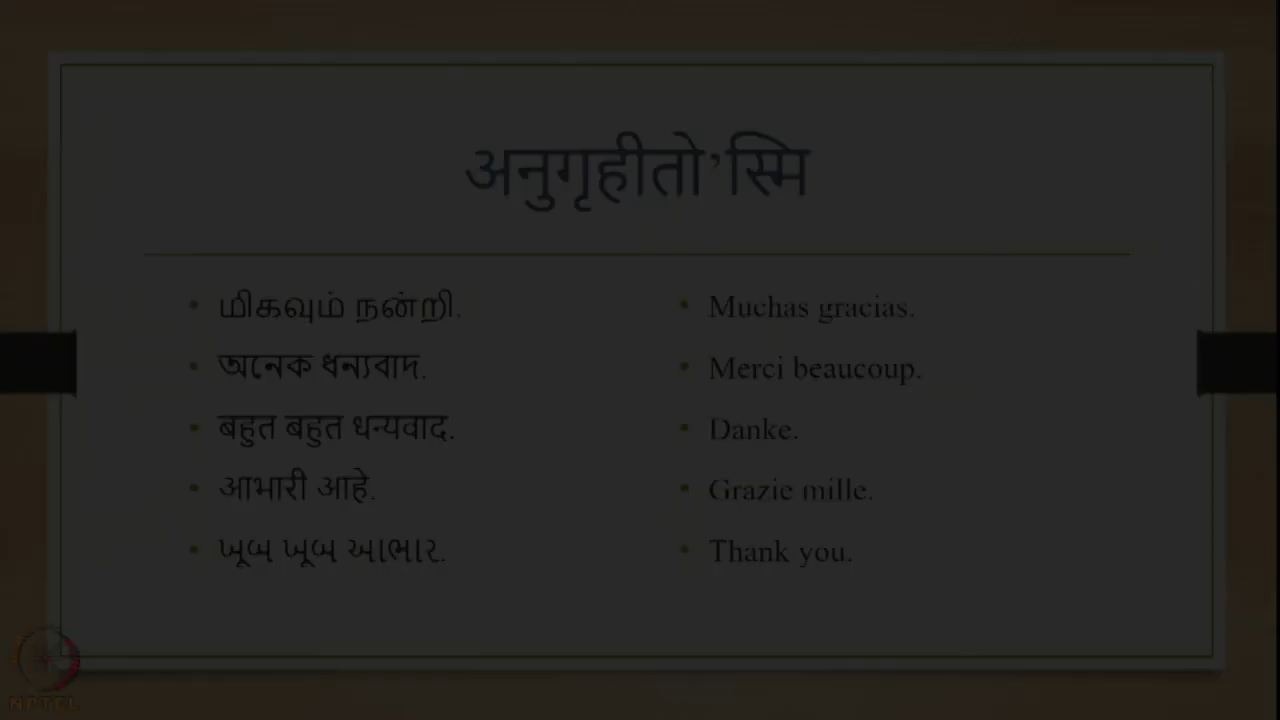 अनुगृहीतो’स्मि
மிகவும் நன்றி.
অনেক ধন্যবাদ.
बहुत बहुत धन्यवाद.
आभारी आहे.
ખૂબ ખૂબ આભાર.
Muchas gracias.
Merci beaucoup.
Danke.
Grazie mille.
Thank you.
NPTEL